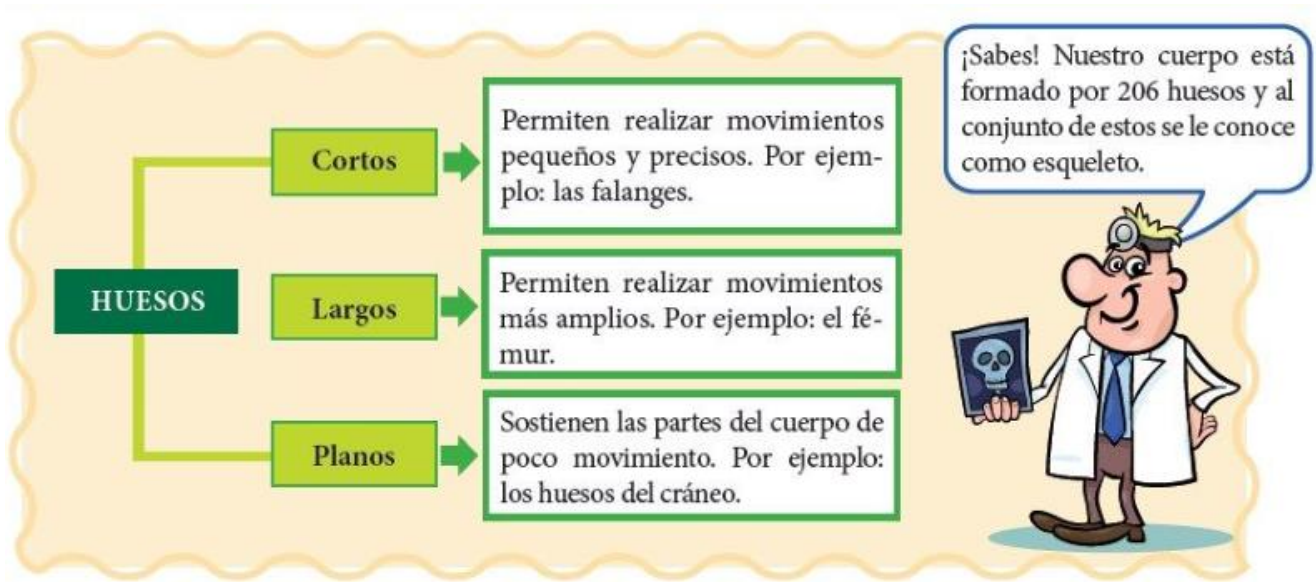 ¡Sabes! Nuestro cuerpo está
formado por 206 huesos y al
conjunto de estos se le conoce
como esqueleto.
HUESOS
Cortos
Permiten realizar movimientos
pequeños y precisos. Por ejem-
plo: las falanges.
Largos
Permiten realizar movimientos
más amplios. Por ejemplo: el fé-
mur.
Planos
Sostienen las partes del cuerpo de
poco movimiento. Por ejemplo:
los huesos del cráneo.